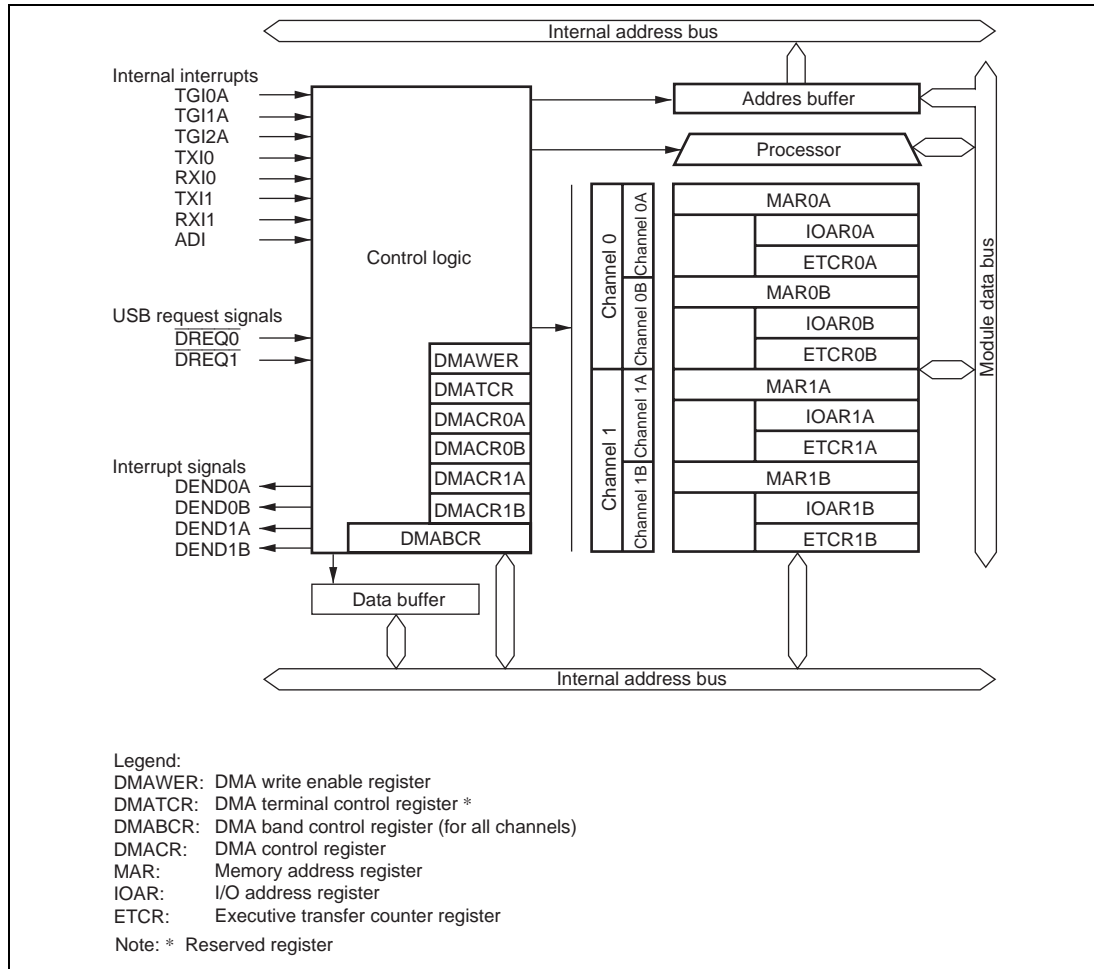 Internal address bus
Internal interrupts
TGI0A
TGI1A
TGI2A
TXI0
RXI0
TXI1
RXI1
ADI
USB request signals
DREQ0
DREQ1
Interrupt signals
DEND0A
DEND0B
DEND1A
DEND1B
Control logic
DMAWER
DMATCR
DMACR0A
DMACR0B
DMACR1A
DMACR1B
DMABCR
Data buffer
Addres buffer
Processor
Channel 0
Channel 0A
Channel 0B
Channel 1
Channel 1A
Channel 1B
MAR0A
IOAR0A
ETCR0A
MAR0B
IOAR0B
ETCR0B
MAR1A
IOAR1A
ETCR1A
MAR1B
IOAR1B
ETCR1B
Module data bus
Internal address bus
Legend:
DMAWER: DMA write enable register
DMATCR: DMA terminal control register *
DMABCR: DMA band control register (for all channels)
DMACR: DMA control register
MAR: Memory address register
IOAR: I/O address register
ETCR: Executive transfer counter register
Note: * Reserved register